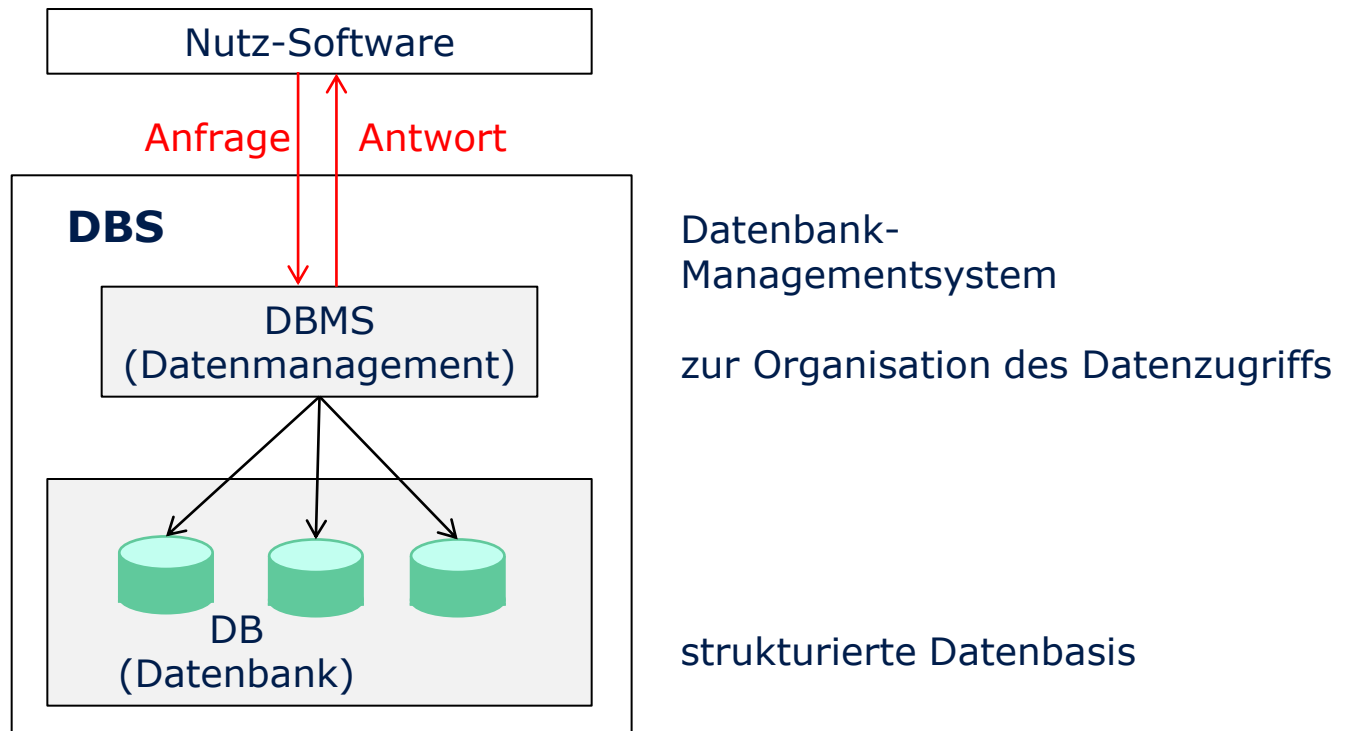 Nutz-Software
Anfrage
Antwort
DBS
Datenbank-
Managementsystem
DBMS
(Datenmanagement)
zur Organisation des Datenzugriffs
DB
(Datenbank)
strukturierte Datenbasis